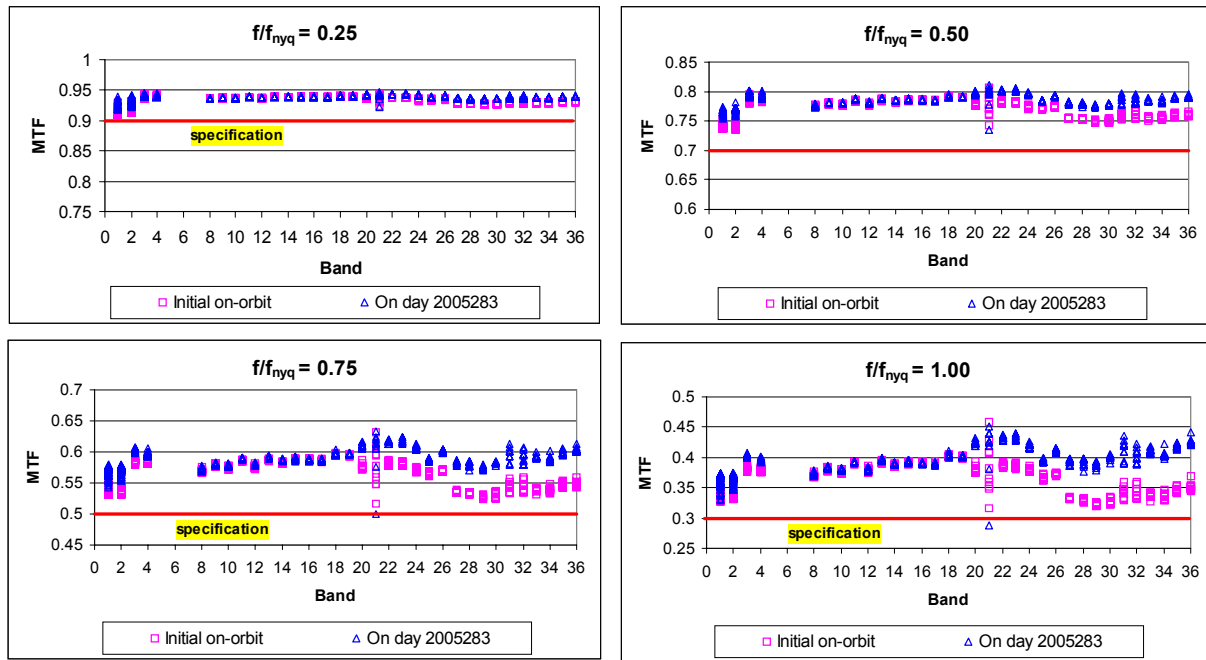 f/fnyq = 0.25
1
0.95
0.9
0.85
0.8
0.75
MTF
specification
0 2 4 6 8 10 12 14 16 18 20 22 24 26 28 30 32 34 36
Band
Initial on-orbit On day 2005283
f/fnyq = 0.50
0.85
0.8
0.75
0.7
0.65
0.6
MTF
0 2 4 6 8 10 12 14 16 18 20 22 24 26 28 30 32 34 36
Band
Initial on-orbit On day 2005283
f/fnyq = 0.75
0.7
0.65
0.6
0.55
0.5
0.45
MTF
specification
0 2 4 6 8 10 12 14 16 18 20 22 24 26 28 30 32 34 36
Band
Initial on-orbit On day 2005283
f/fnyq = 1.00
0.5
0.45
0.4
0.35
0.3
0.25
MTF
specification
0 2 4 6 8 10 12 14 16 18 20 22 24 26 28 30 32 34 36
Band
Initial on-orbit On day 2005283